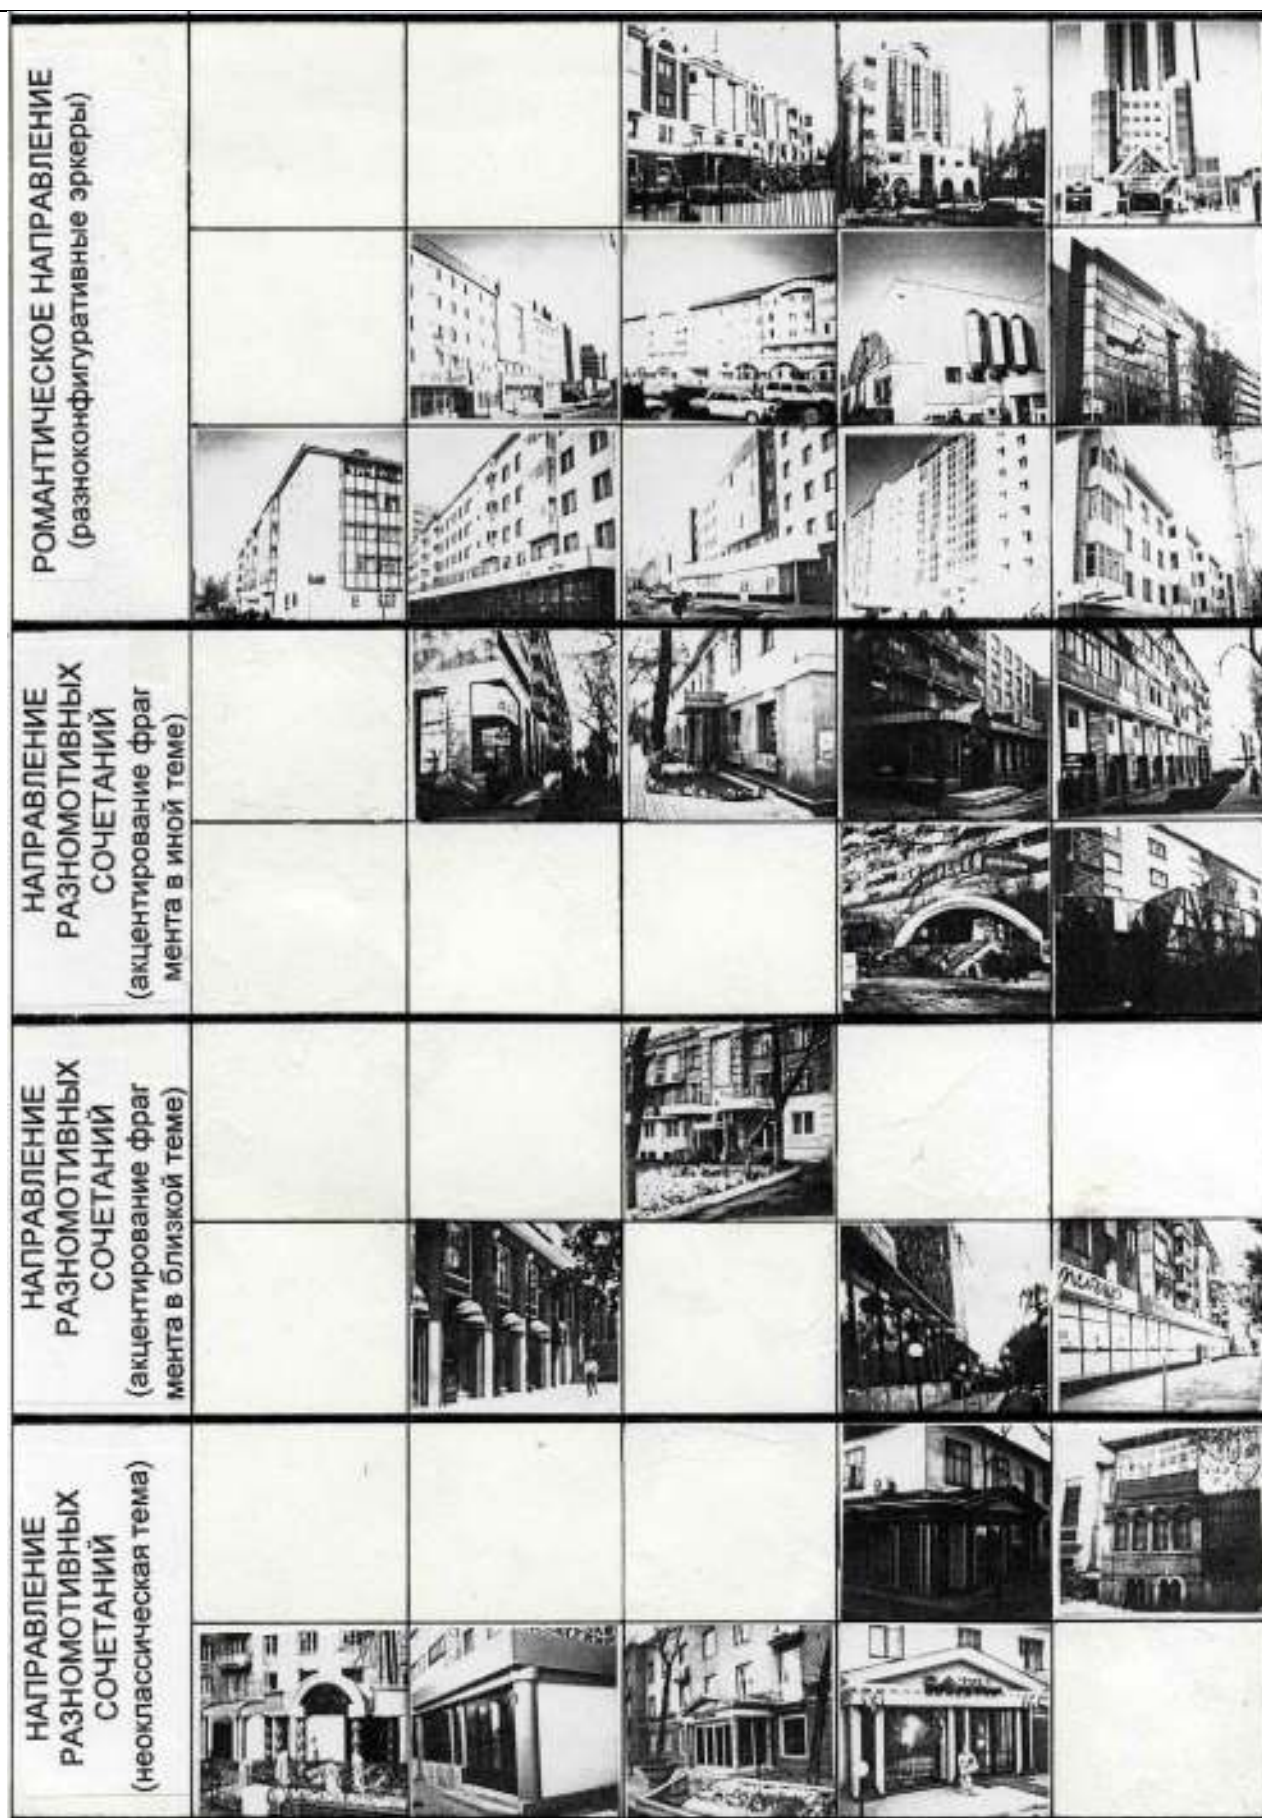 РОМАНТИЧЕСКОЕ НАПРАВЛЕНИЕ
(разноконфигуративные эркеры)
НАПРАВЛЕНИЕ
РАЗНОМОТИВНЫХ
СОЧЕТАНИЙ
(акцентирование фраг
мента в иной теме)
НАПРАВЛЕНИЕ
РАЗНОМОТИВНЫХ
СОЧЕТАНИЙ
(акцентирование фраг
мента в близкой теме)
НАПРАВЛЕНИЕ
РАЗНОМОТИВНЫХ
СОЧЕТАНИЙ
(неоклассическая тема)